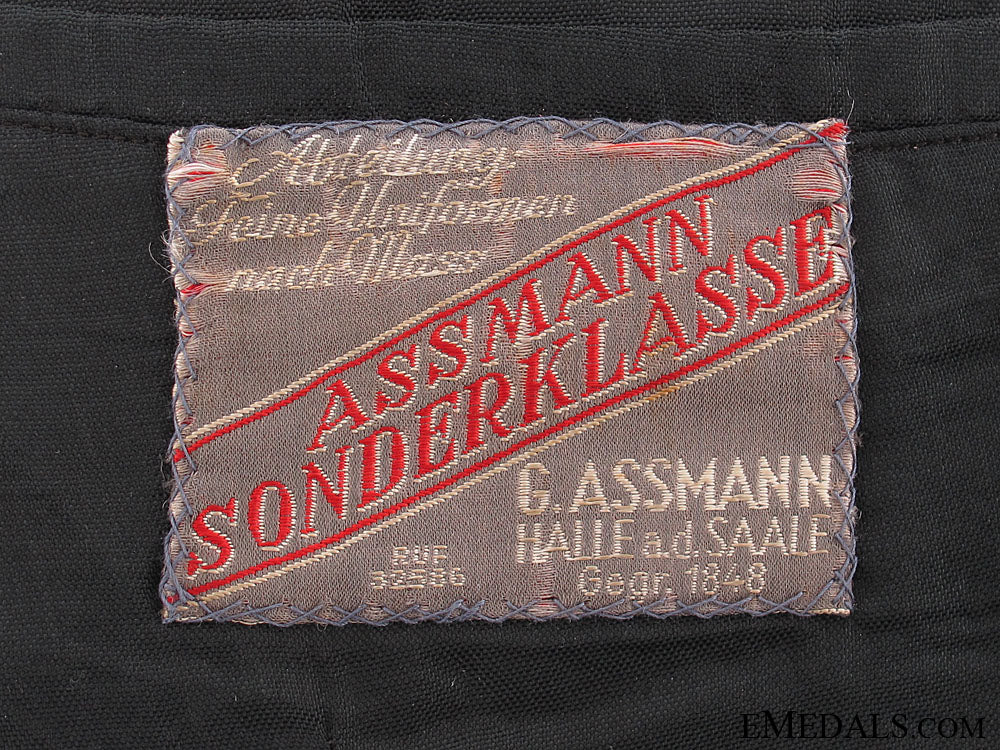 Abteilung
Feine Uniformen
nach Mass
ASSMANN
SONDERKLASSE
G. ASSMANN
HALLE a.d. SAALE
Gegr. 1848
EMEDALS.COM